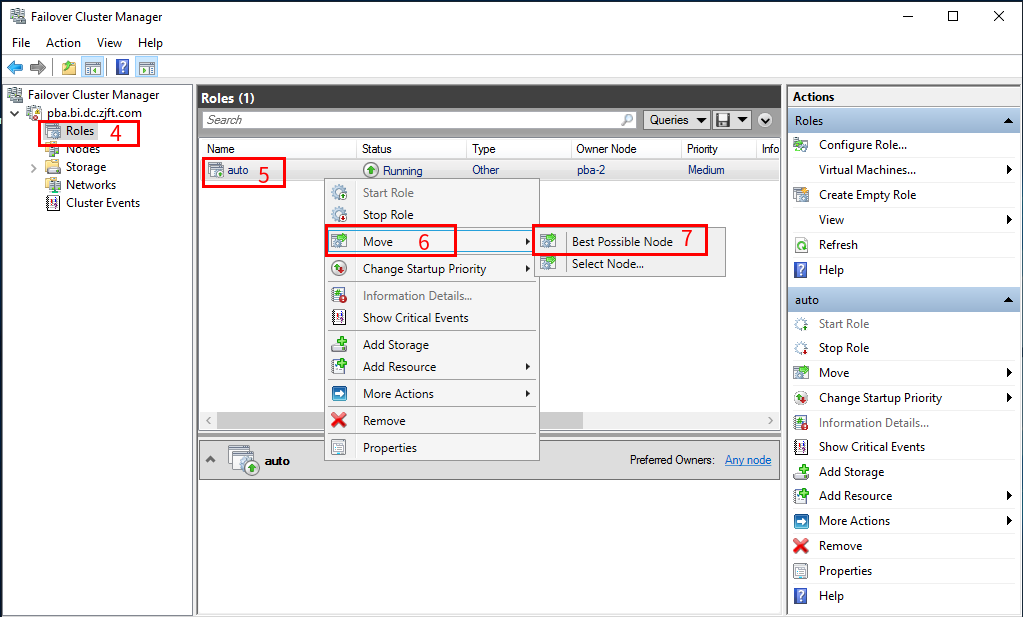 Failover Cluster Manager
File Action View Help
Failover Cluster Manager
pba.bi.dc.zjft.com
Roles 4
Nodes
Storage
Networks
Cluster Events
Roles (1)
Search Queries
Name Status Type Owner Node Priority Info
auto 5 Running Other pba-2 Medium
Start Role
Stop Role
Move 6
Change Startup Priority
Information Details...
Show Critical Events
Add Storage
Add Resource
More Actions
Remove
Properties
Best Possible Node 7
Select Node...
auto Preferred Owners: Any node
Actions
Roles
Configure Role...
Virtual Machines...
Create Empty Role
View
Refresh
Help
auto
Start Role
Stop Role
Move
Change Startup Priority
Information Details...
Show Critical Events
Add Storage
Add Resource
More Actions
Remove
Properties
Help